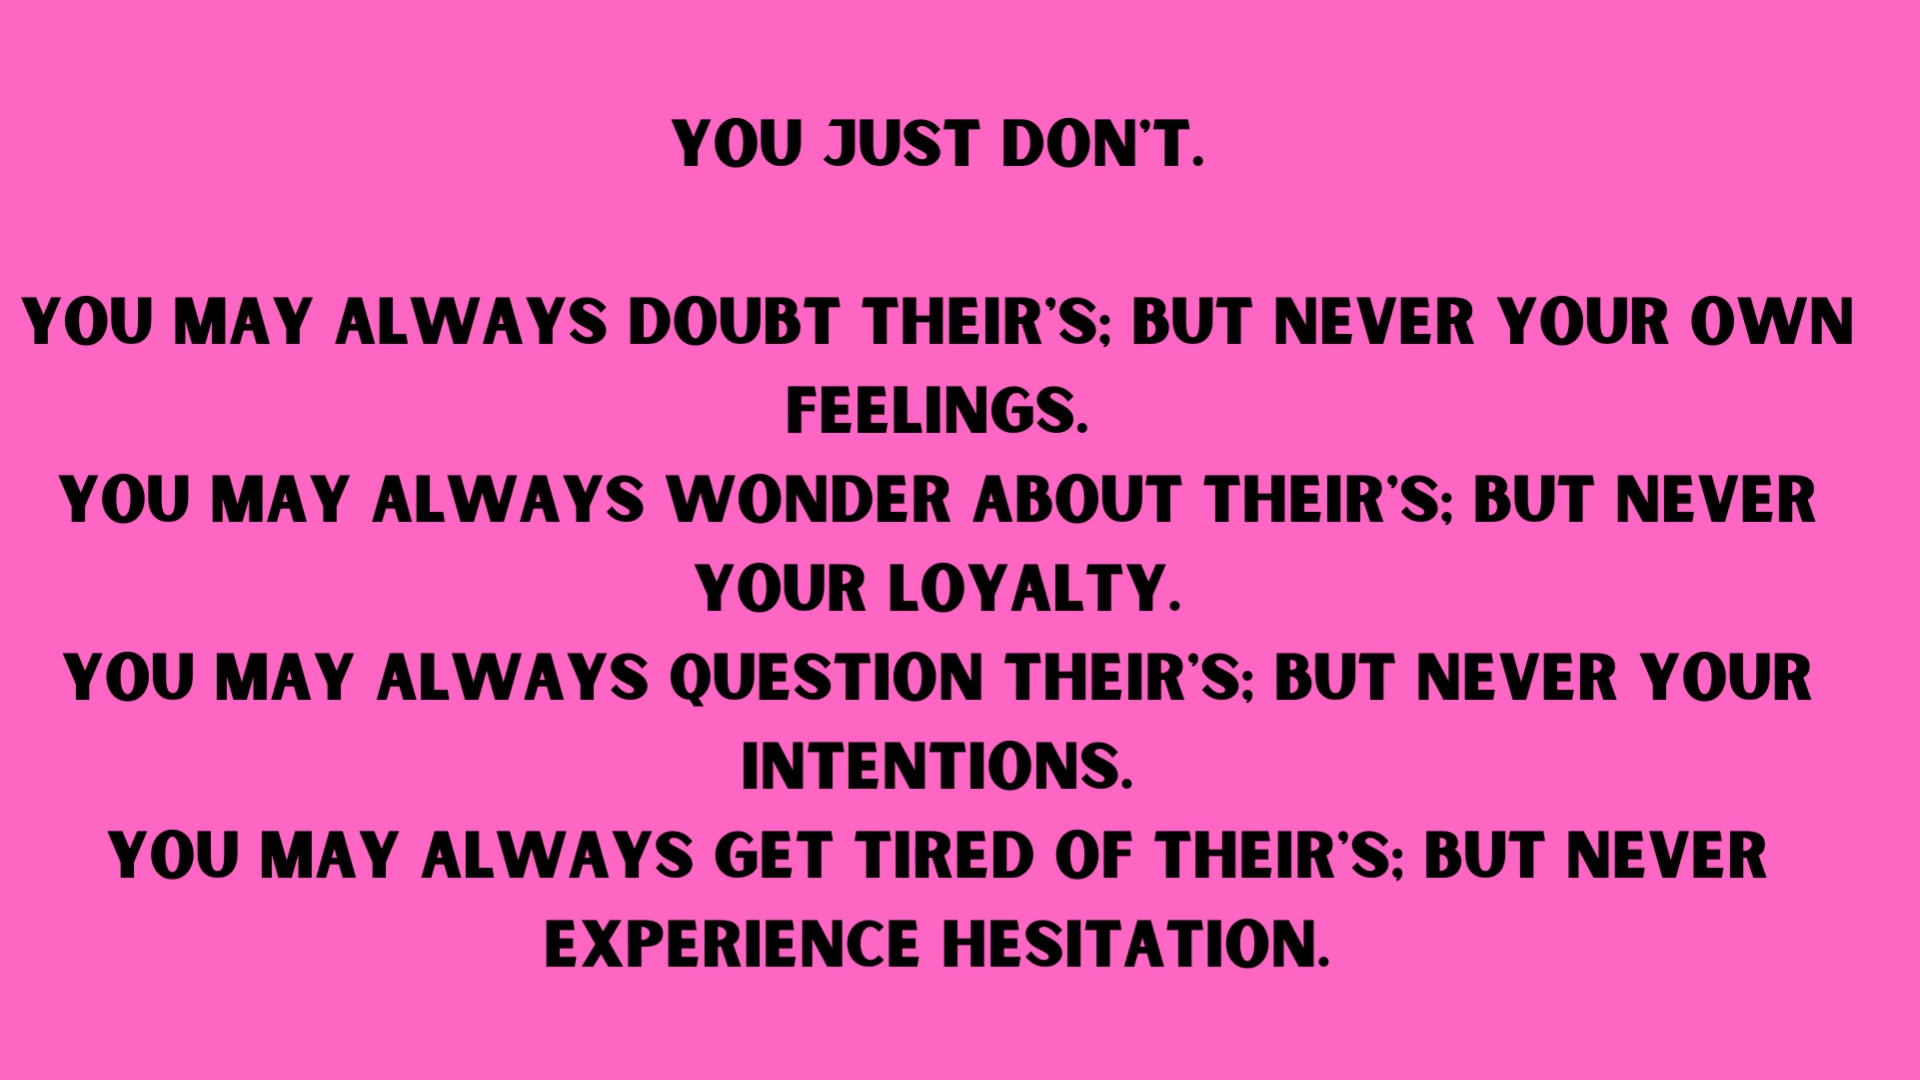 YOU JUST DON'T.
YOU MAY ALWAYS DOUBT THEIR'S; BUT NEVER YOUR OWN
FEELINGS.
YOU MAY ALWAYS WONDER ABOUT THEIR'S; BUT NEVER
YOUR LOYALTY.
YOU MAY ALWAYS QUESTION THEIR'S; BUT NEVER YOUR
INTENTIONS.
YOU MAY ALWAYS GET TIRED OF THEIR'S; BUT NEVER
EXPERIENCE HESITATION.